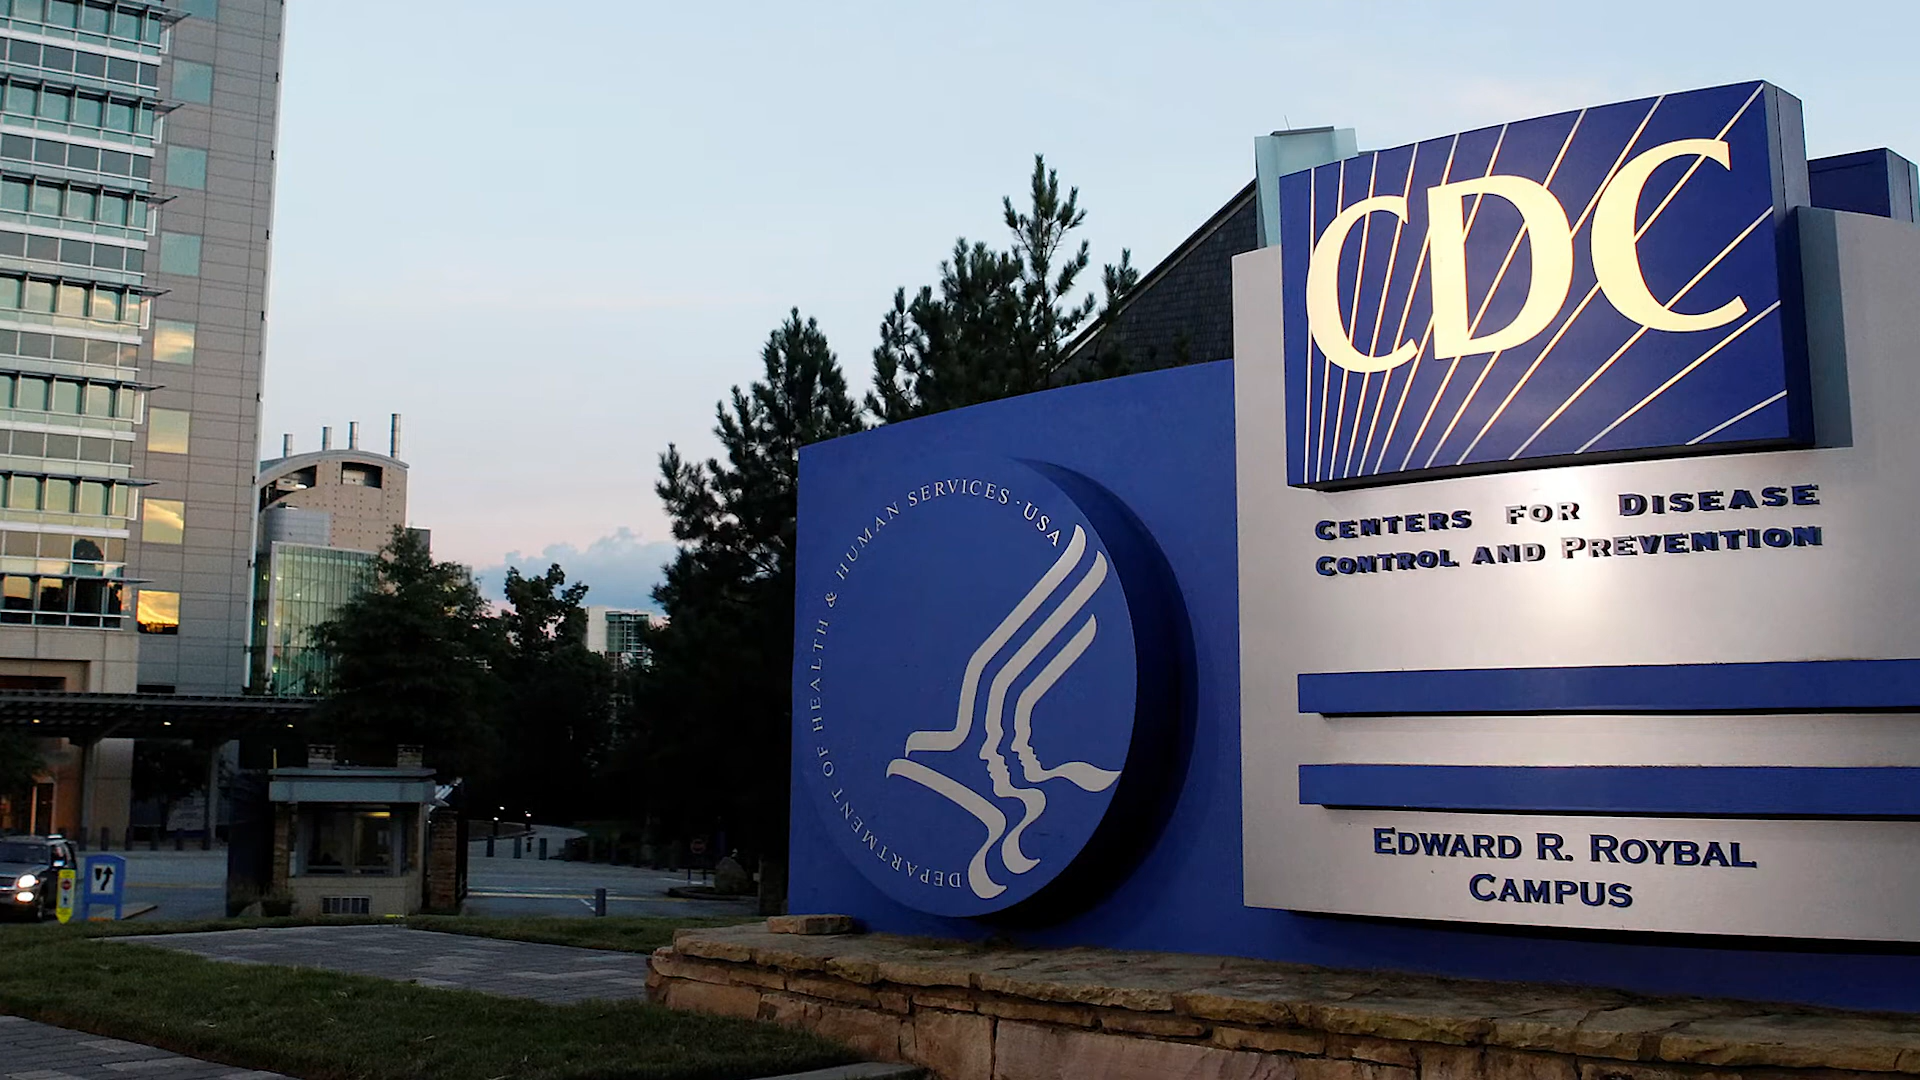 CDC
CENTERS FOR DISEASE
CONTROL AND PREVENTION
EDWARD R. ROYBAL
CAMPUS
DEPARTMENT OF HEALTH & HUMAN SERVICES · USA